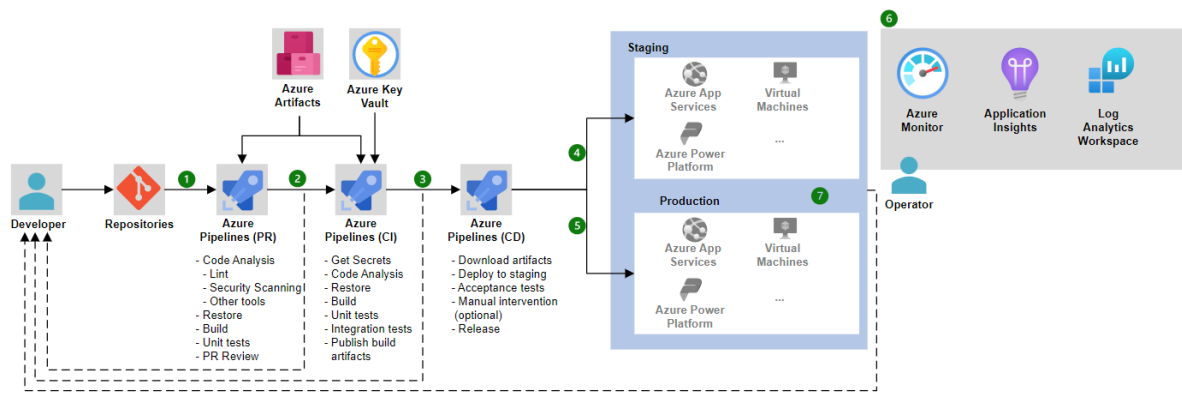 6
Staging
Azure App
Services
Virtual
Machines
Azure Power
Platform
...
Azure
Monitor
Application
Insights
Log
Analytics
Workspace
Azure
Artifacts
Azure Key
Vault
4
1
2
3
Developer
Repositories
Azure
Pipelines (PR)
- Code Analysis
- Lint
- Security Scanning
- Other tools
- Restore
- Build
- Unit tests
- PR Review
Azure
Pipelines (CI)
- Get Secrets
- Code Analysis
- Restore
- Build
- Unit tests
- Integration tests
- Publish build
artifacts
Azure
Pipelines (CD)
- Download artifacts
- Deploy to staging
- Acceptance tests
- Manual intervention
(optional)
- Release
5
Production
7
Azure App
Services
Virtual
Machines
Azure Power
Platform
...
Operator